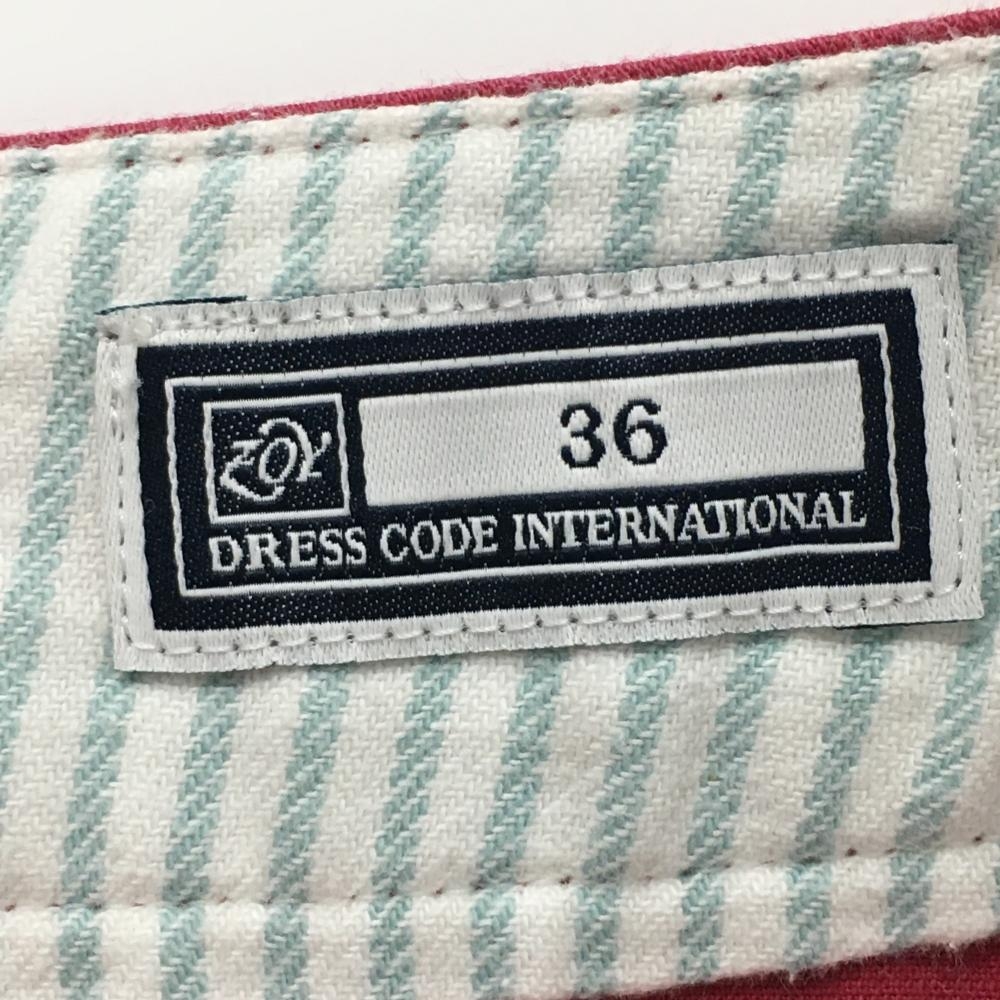 ZOY
36
DRESS CODE INTERNATIONAL